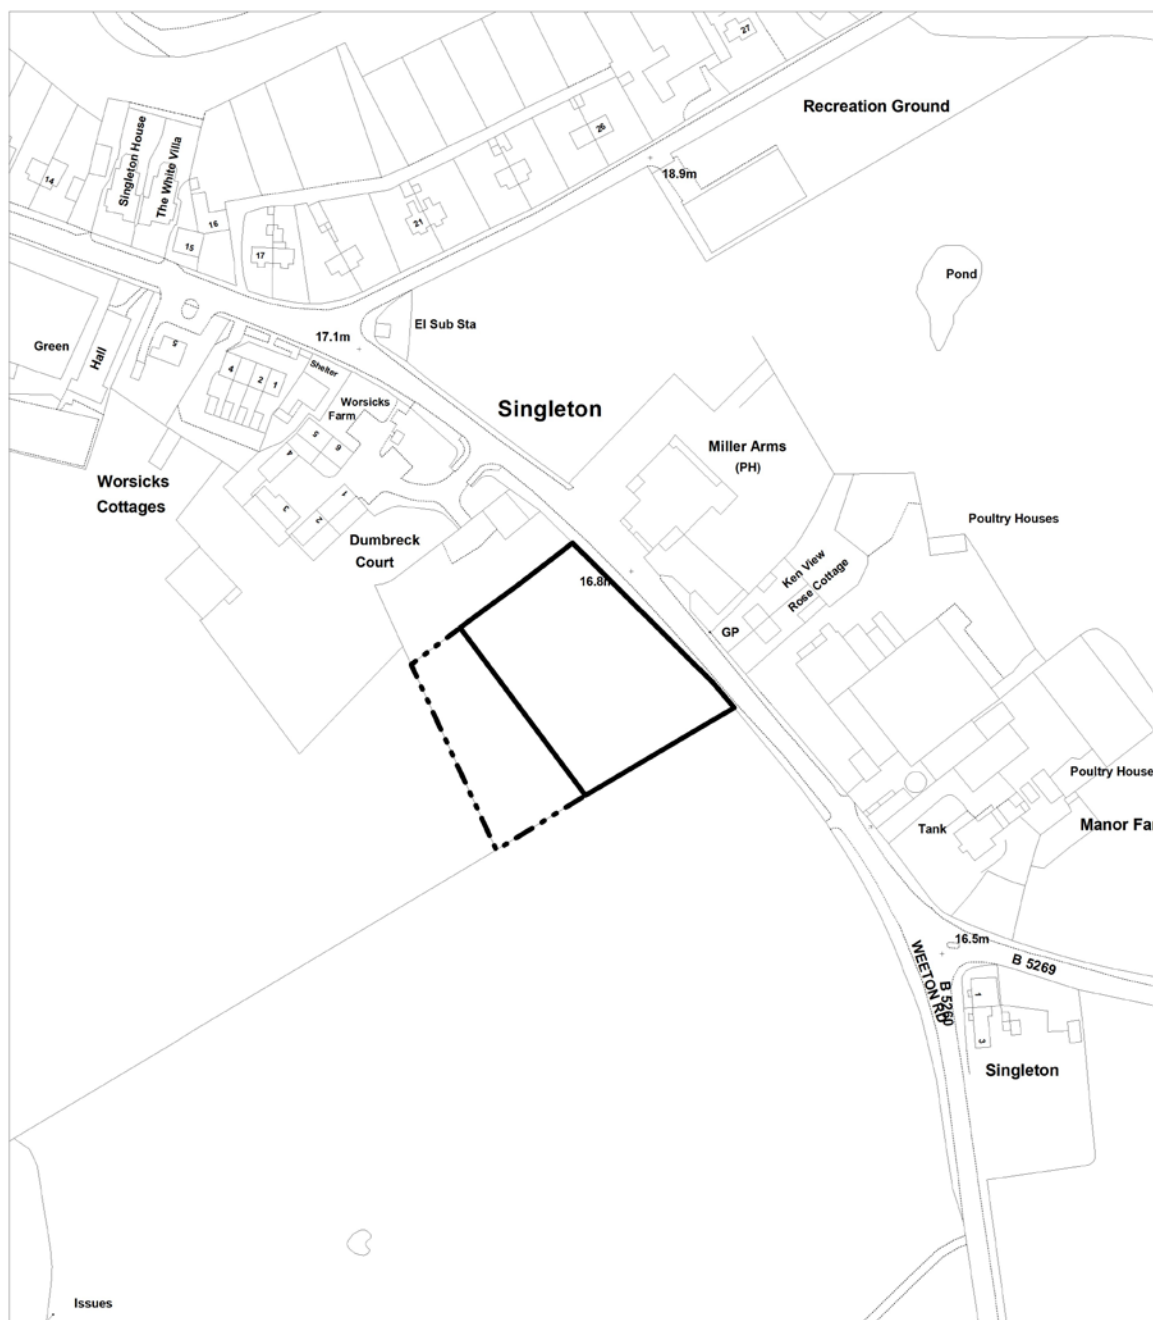 27
Recreation Ground
26
18.9m
Singleton House
The White Villa
14
16
21
15
17
Pond
El Sub Sta
17.1m
Green
Hall
5
Shelter
4
2
1
Singleton
Worsicks
Farm
5
6
4
Miller Arms
(PH)
Worsicks
Cottages
1
3
2
Poultry Houses
Dumbreck
Court
Ken View
Rose Cottage
16.8m
GP
Poultry House
Tank
Manor Fa
16.5m
B 5269
WEETON RD
B 5260
1
3
Singleton
Issues